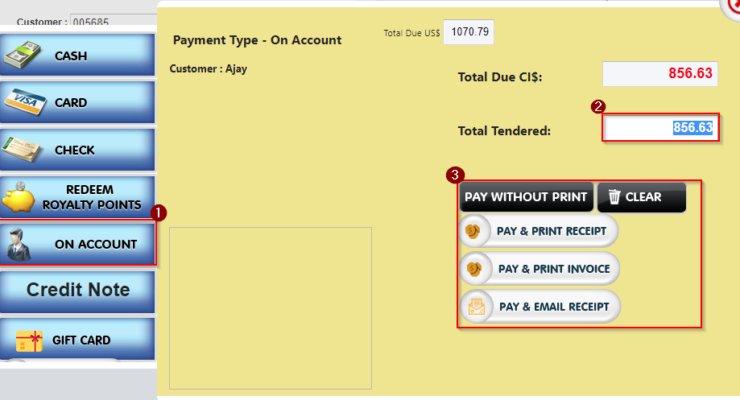 Customer : 005685
CASH
VISA
CARD
CHECK
REDEEM
ROYALTY POINTS
1
ON ACCOUNT
Credit Note
GIFT CARD
Payment Type - On Account
Customer : Ajay
Total Due US$ 1070.79
Total Due CI$: 856.63
2
Total Tendered: 856.63
3
PAY WITHOUT PRINT
CLEAR
PAY & PRINT RECEIPT
PAY & PRINT INVOICE
PAY & EMAIL RECEIPT